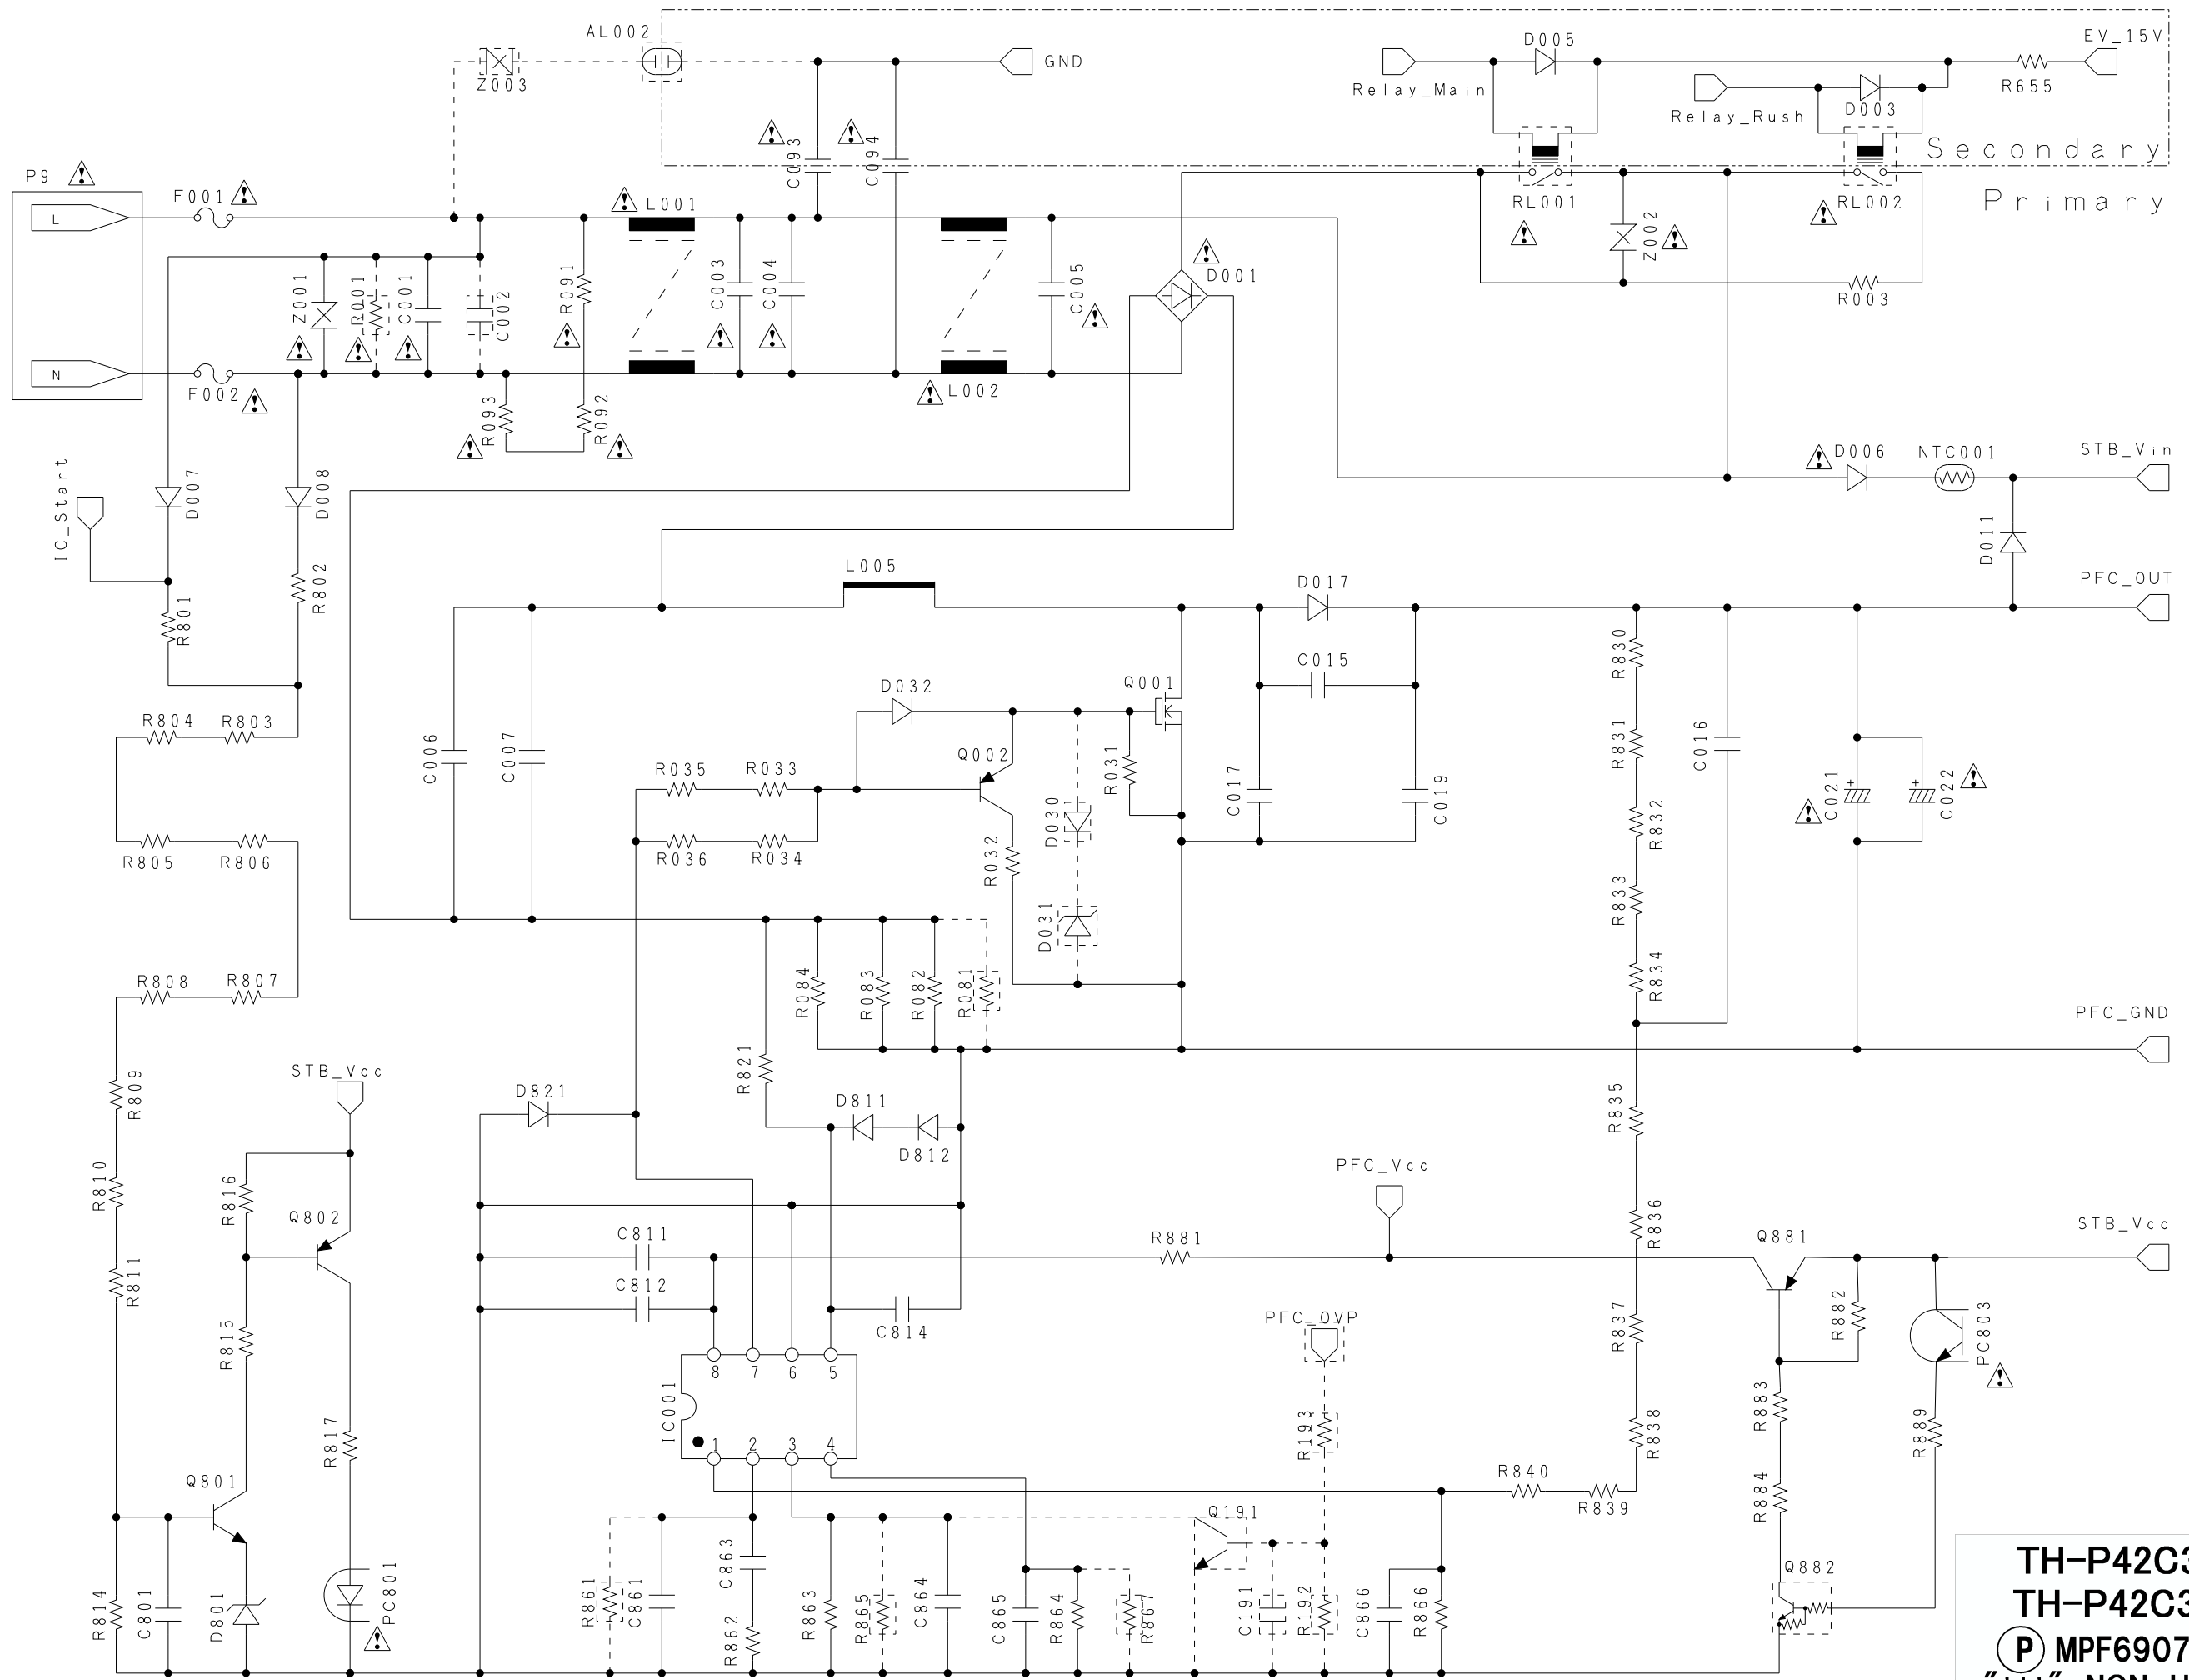 AL002
Z003
GND
D005
EV_15V
Relay_Main
R655
Relay_Rush
D003
C093
C094
Secondary
Primary
P9
F001
L
L001
RL001
RL002
Z002
Z001
R001
C001
C002
R091
C003
C004
C005
D001
R003
N
F002
L002
R093
R092
IC_Start
D007
D008
D006
NTC001
STB_Vin
D011
R801
R802
L005
D017
PFC_OUT
R830
C015
D032
Q001
R804
R803
C006
C007
Q002
R031
R831
C016
R035
R033
D030
C017
C019
C021
+
C022
+
R832
R805
R806
R036
R034
R032
D031
R833
R808
R807
R084
R083
R082
R081
R834
PFC_GND
R809
STB_Vcc
D821
R821
D811
D812
R835
R810
R816
PFC_Vcc
R836
Q802
C811
R881
Q881
STB_Vcc
R811
C812
R815
C814
PFC_OVP
R837
R882
PC803
8
7
6
5
IC001
1
2
3
4
R817
R193
R838
R883
R889
Q801
R840
R839
R884
Q191
R814
C801
D801
PC801
R861
C861
C863
R862
R863
R865
C864
C865
R864
R867
C191
R192
C866
R866
Q882
TH-P42C3
TH-P42C3
P MPF6907